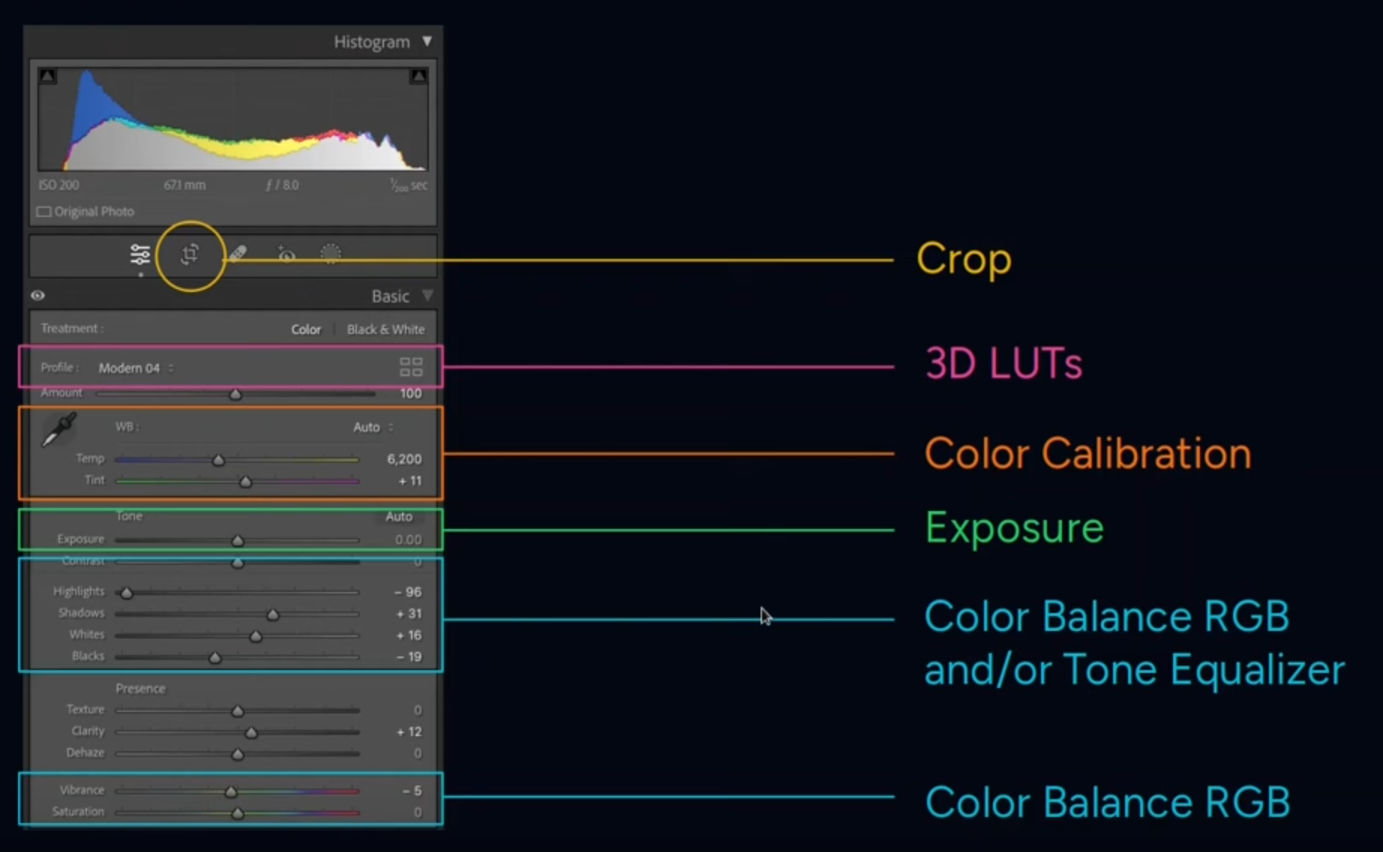 Histogram
ISO 200 67.1 mm ƒ / 8.0 1/200 sec
Original Photo
Crop
Basic
Treatment : Color Black & White
Profile : Modern 04
3D LUTs
Amount 100
WB : Auto
Temp 6,200
Color Calibration
Tint + 11
Tone Auto
Exposure
Exposure 0.00
Contrast 0
Highlights – 96
Shadows + 31
Color Balance RGB
Whites + 16
Blacks – 19
and/or Tone Equalizer
Presence
Texture 0
Clarity + 12
Dehaze 0
Vibrance – 5
Color Balance RGB
Saturation 0